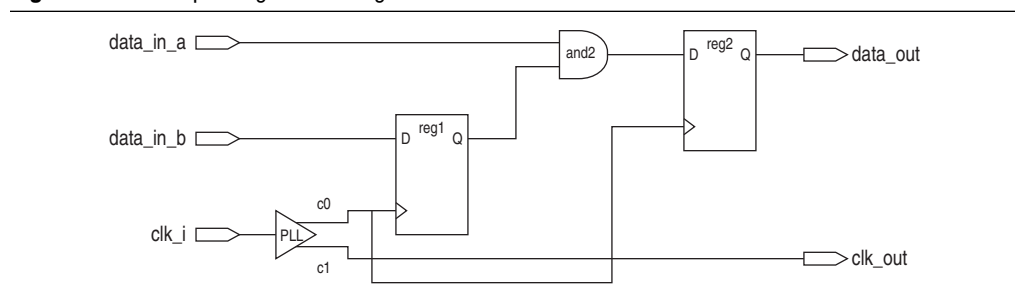 data_in_a
and2
D reg2 Q
data_out
data_in_b
D reg1 Q
c0
clk_i
PLL
c1
clk_out